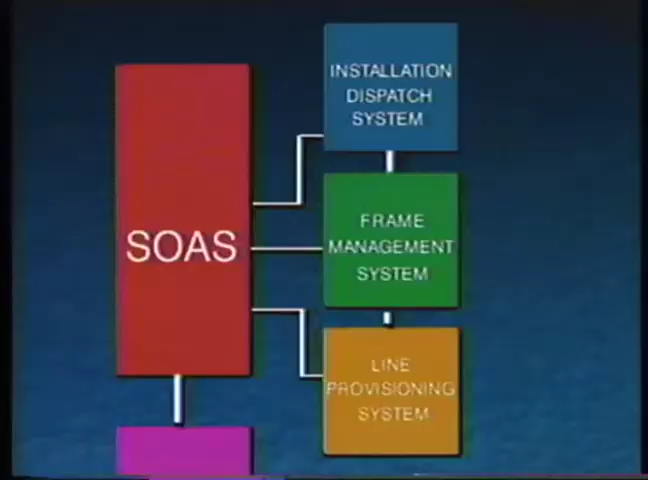 SOAS
INSTALLATION
DISPATCH
SYSTEM
FRAME
MANAGEMENT
SYSTEM
LINE
PROVISIONING
SYSTEM